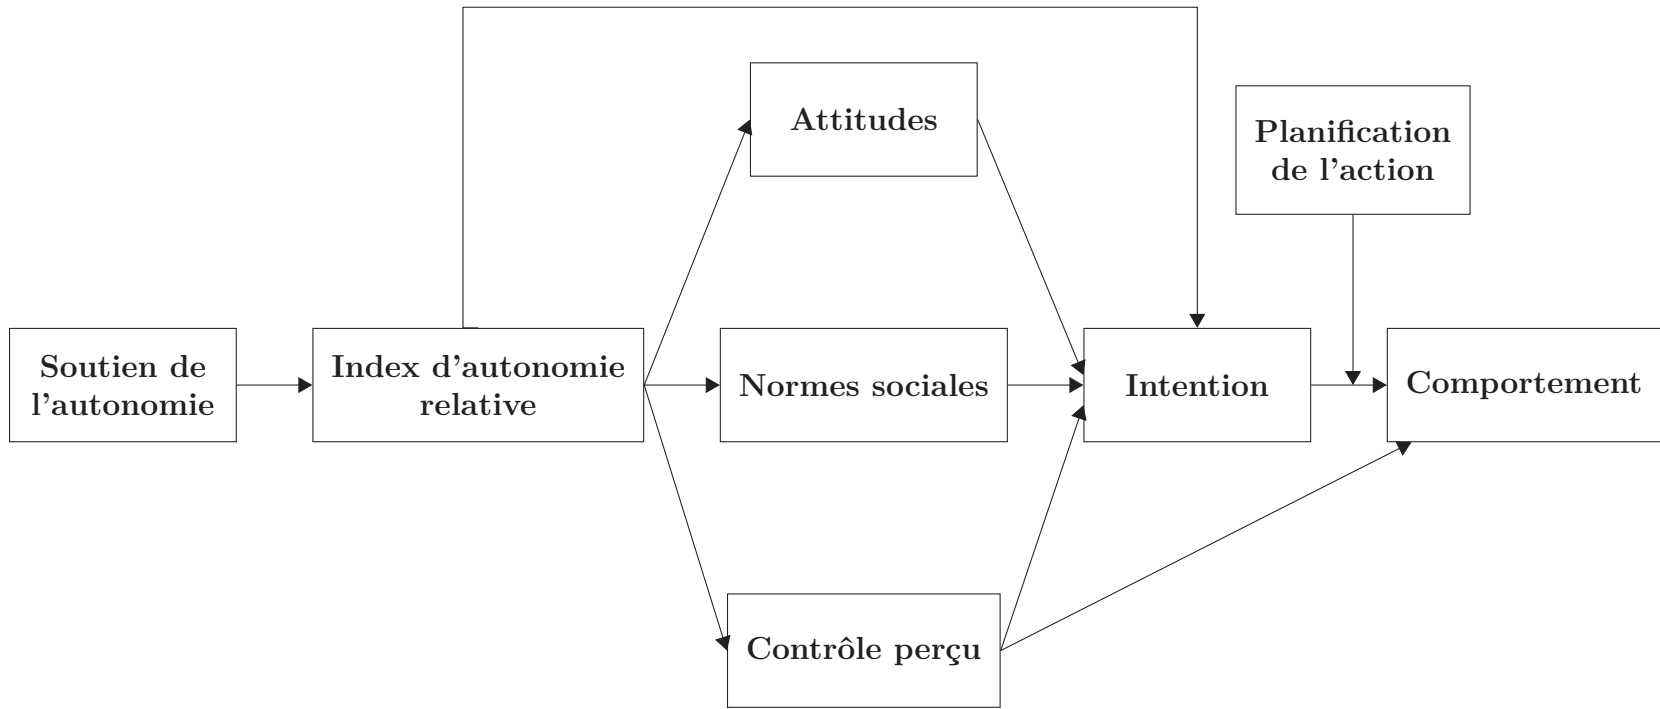 Attitudes
Planification
de l'action
Soutien de
l'autonomie
Index d'autonomie
relative
Normes sociales
Intention
Comportement
Contrôle perçu